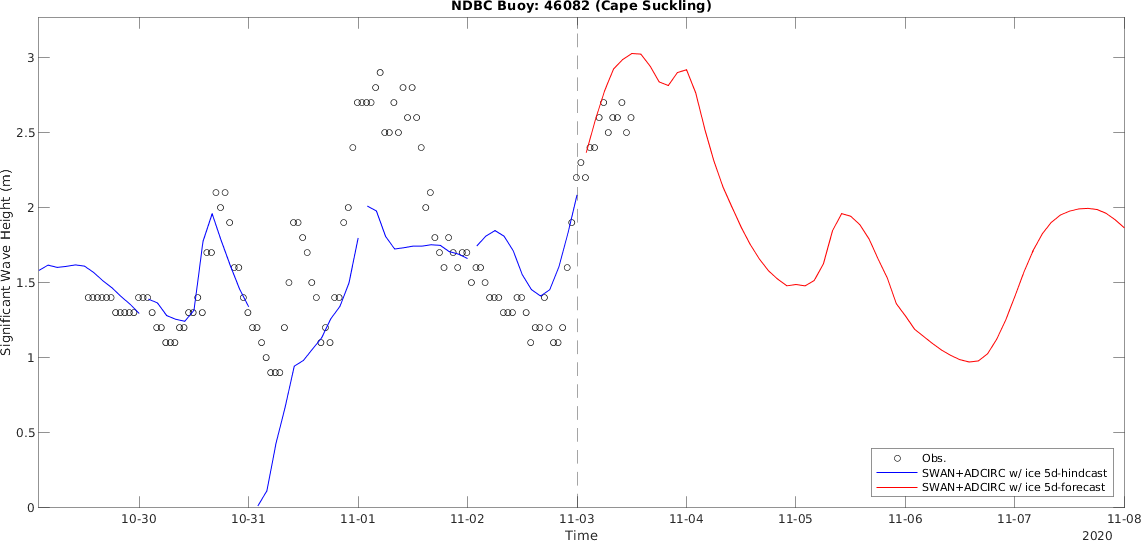 NDBC Buoy: 46082 (Cape Suckling)
Significant Wave Height (m)
3
2.5
2
1.5
1
0.5
0
Obs.
SWAN+ADCIRC w/ ice 5d-hindcast
SWAN+ADCIRC w/ ice 5d-forecast
10-30 10-31 11-01 11-02 11-03 11-04 11-05 11-06 11-07 11-08
Time
2020